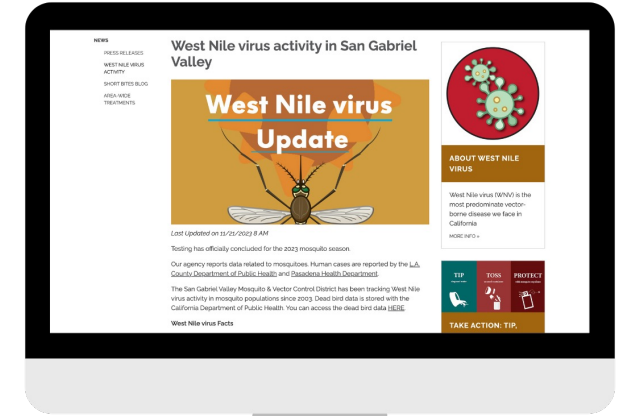 NEWS
PRESS RELEASES
WEST NILE VIRUS
ACTIVITY
SHORT BITES BLOG
AREA-WIDE
TREATMENTS
West Nile virus activity in San Gabriel
Valley
West Nile virus
Update
Last Updated on 11/21/2023 8 AM
Testing has officially concluded for the 2023 mosquito season.
Our agency reports data related to mosquitoes. Human cases are reported by the L.A.
County Department of Public Health and Pasadena Health Department.
The San Gabriel Valley Mosquito & Vector Control District has been tracking West Nile
virus activity in mosquito populations since 2003. Dead bird data is stored with the
California Department of Public Health. You can access the dead bird data HERE.
West Nile virus Facts
ABOUT WEST NILE
VIRUS
West Nile virus (WNV) is the
most predominate vector-
borne disease we face in
California
MORE INFO »
TIP
TOSS
PROTECT
TAKE ACTION: TIP,